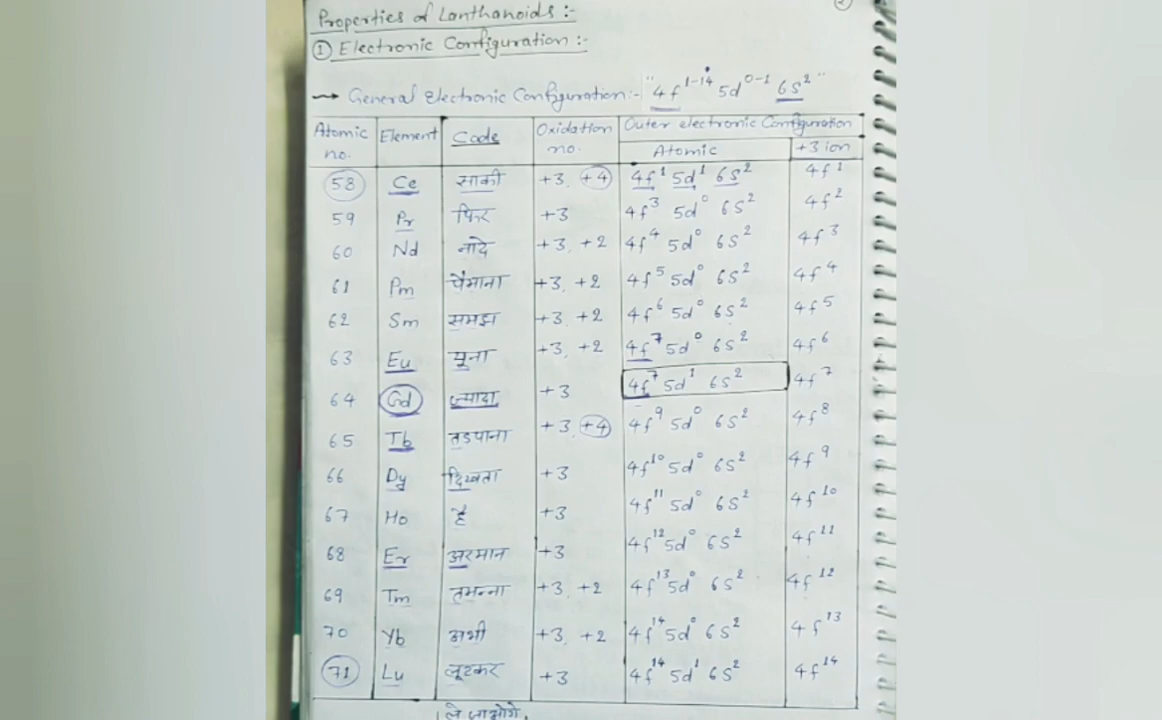 Properties of Lanthanoids :-
① Electronic Configuration :-
→ General Electronic Configuration :- "4f¹⁻¹⁴ 5d⁰⁻¹ 6s²"
Atomic no. Element Code Oxidation no. Outer electronic Configuration
Atomic +3 ion
58 Ce साकी +3, +4 4f¹ 5d¹ 6s² 4f¹
59 Pr फिर +3 4f³ 5d⁰ 6s² 4f²
60 Nd नादे +3, +2 4f⁴ 5d⁰ 6s² 4f³
61 Pm पैमाना +3, +2 4f⁵ 5d⁰ 6s² 4f⁴
62 Sm समझ +3, +2 4f⁶ 5d⁰ 6s² 4f⁵
63 Eu यूना +3, +2 4f⁷ 5d⁰ 6s² 4f⁶
64 Gd ज्यादा +3 4f⁷ 5d¹ 6s² 4f⁷
65 Tb तडपाना +3, +4 4f⁹ 5d⁰ 6s² 4f⁸
66 Dy दिखता +3 4f¹⁰ 5d⁰ 6s² 4f⁹
67 Ho है +3 4f¹¹ 5d⁰ 6s² 4f¹⁰
68 Er अरमान +3 4f¹² 5d⁰ 6s² 4f¹¹
69 Tm तमन्ना +3, +2 4f¹³ 5d⁰ 6s² 4f¹²
70 Yb अभी +3, +2 4f¹⁴ 5d⁰ 6s² 4f¹³
71 Lu लूटकर +3 4f¹⁴ 5d¹ 6s² 4f¹⁴
ले जाओगे.